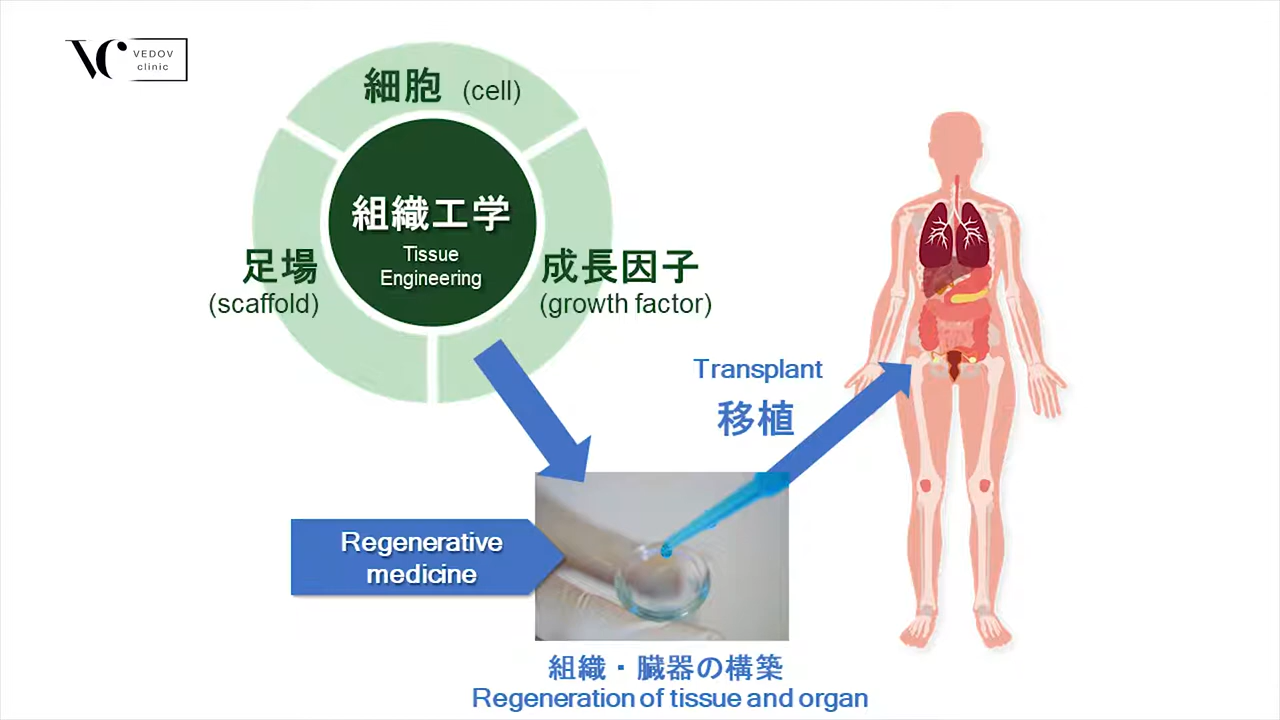 VC
VEDOV
clinic
細胞 (cell)
組織工学
Tissue
Engineering
足場
(scaffold)
成長因子
(growth factor)
Transplant
移植
Regenerative
medicine
組織・臓器の構築
Regeneration of tissue and organ